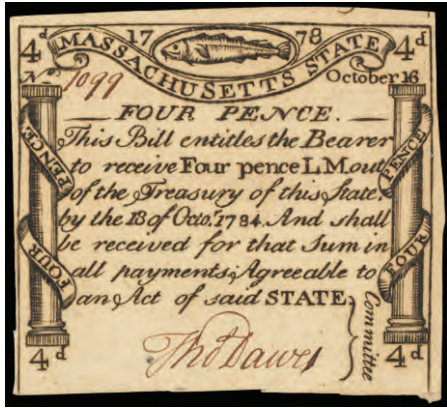 4d 17 78 4d
MASSACHUSETTS STATE
No 1099 October 16
FOUR PENCE.
This Bill entitles the Bearer
to receive Four pence L.M. out
of the Treasury of this State,
by the 18 of Octo.r 1784. And shall
be received for that Sum in
all payments Agreeable to
an Act of said STATE.
ThoDawes
Committee
FOUR PENCE.
FOUR PENCE
4d 4d